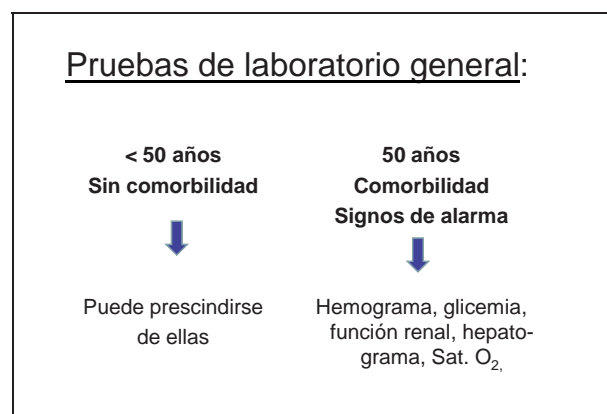 Pruebas de laboratorio general:
< 50 años
Sin comorbilidad
Puede prescindirse
de ellas
50 años
Comorbilidad
Signos de alarma
Hemograma, glicemia,
función renal, hepato-
grama, Sat. O2,